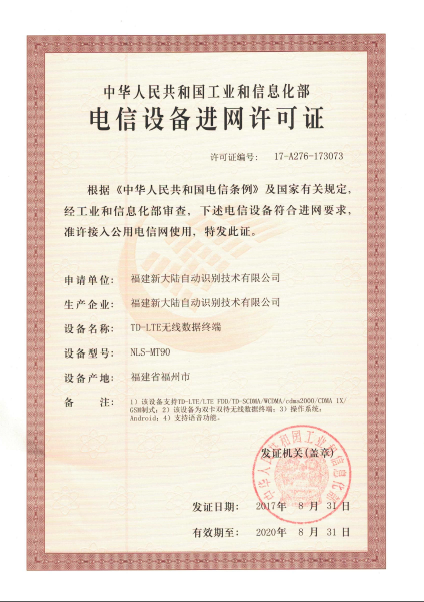 中华人民共和国工业和信息化部
电信设备进网许可证
许可证编号: 17-A276-173073
根据《中华人民共和国电信条例》及国家有关规定,
经工业和信息化部审查, 下述电信设备符合进网要求,
准许接入公用电信网使用, 特发此证。
申请单位: 福建新大陆自动识别技术有限公司
生产企业: 福建新大陆自动识别技术有限公司
设备名称: TD-LTE无线数据终端
设备型号: NLS-MT90
设备产地: 福建省福州市
备 注: 1）该设备支持TD-LTE/LTE FDD/TD-SCDMA/WCDMA/cdma2000/CDMA 1X/
GSM制式; 2）该设备为双卡双待无线数据终端; 3）操作系统:
Android; 4）支持语音功能。
发证机关(盖章)
中华人民共和国工业和信息化部
发证日期: 2017年 8 月 31日
有效期至: 2020年 8 月 31日